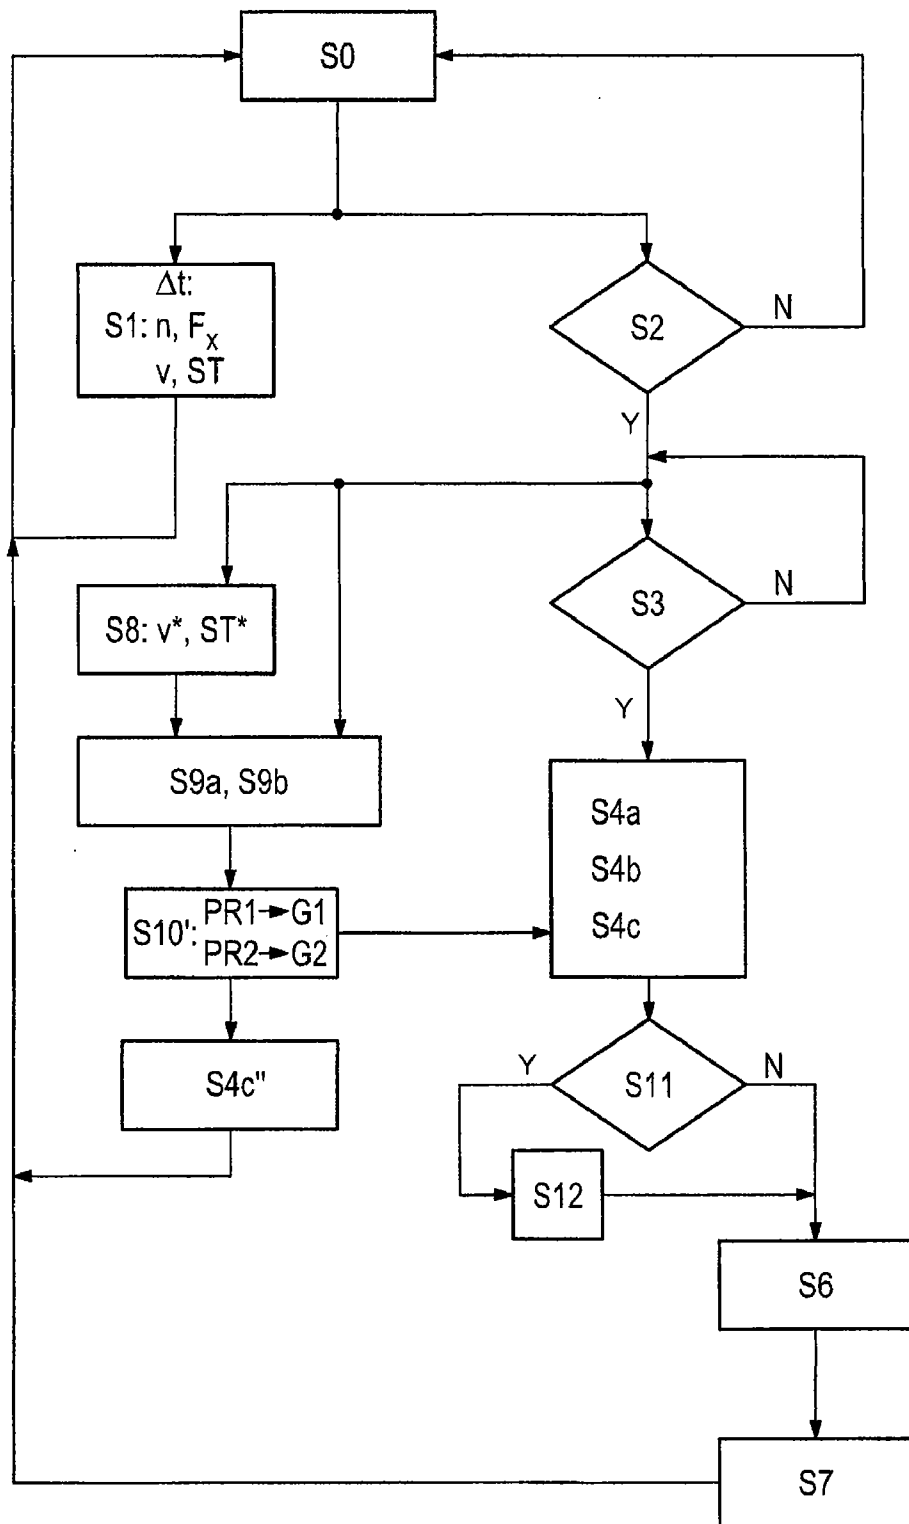 S0
Δt:
S1: n, Fx
v, ST
S2
N
Y
S3
N
Y
S8: v*, ST*
S9a, S9b
S4a
S4b
S4c
S10': PR1→G1
PR2→G2
S4c"
Y
S11
N
S12
S6
S7